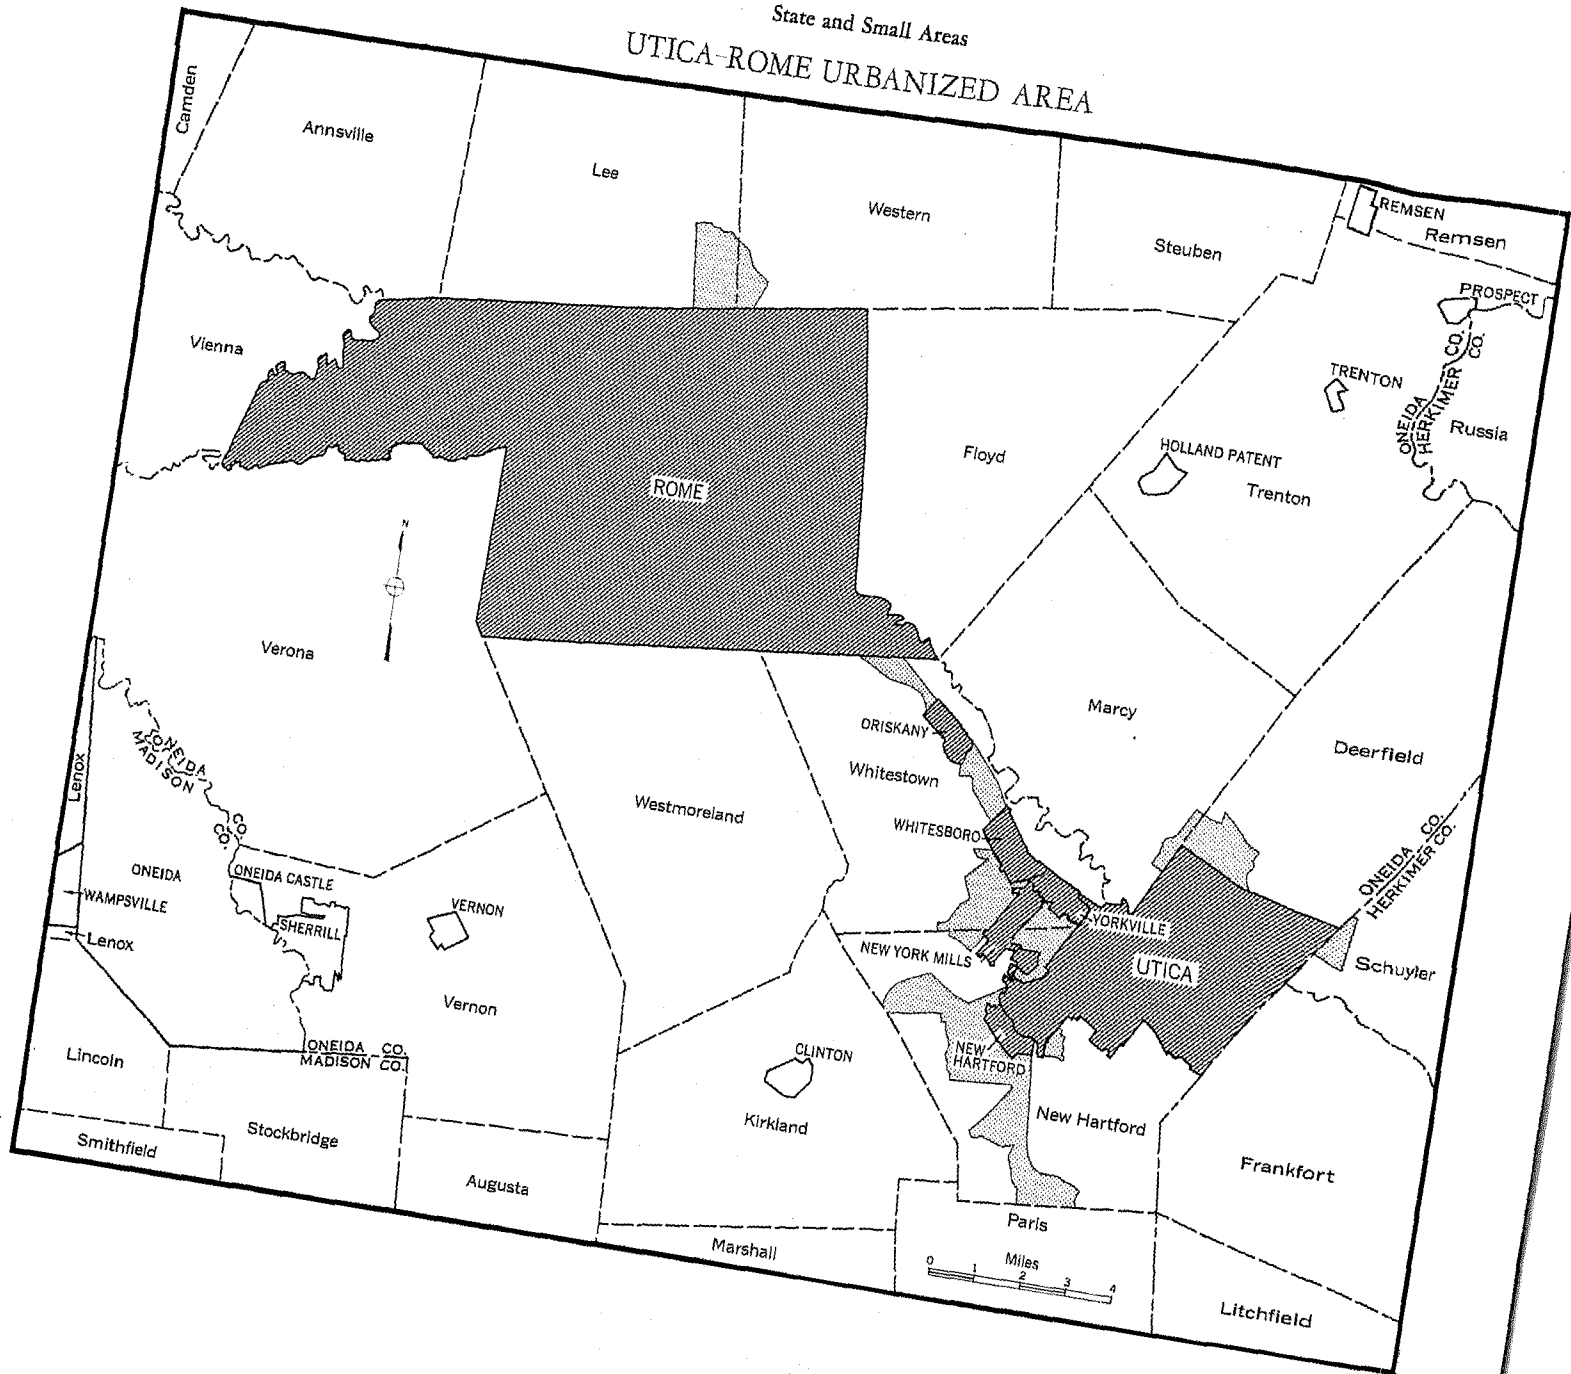 State and Small Areas
UTICA-ROME URBANIZED AREA
Camden
Annsville
Lee
Western
Steuben
REMSEN
Remsen
PROSPECT
Vienna
ONEIDA CO.
HERKIMER CO.
TRENTON
Russia
HOLLAND PATENT
Trenton
Floyd
ROME
N
Verona
Marcy
Deerfield
ORISKANY
Whitestown
Westmoreland
WHITESBORO
Lenox
ONEIDA CO.
MADISON CO.
ONEIDA CO.
HERKIMER CO.
ONEIDA
ONEIDA CASTLE
WAMPSVILLE
SHERRILL
VERNON
YORKVILLE
Lenox
NEW YORK MILLS
UTICA
Schuyler
Vernon
Lincoln
ONEIDA CO.
MADISON CO.
CLINTON
NEW
HARTFORD
Kirkland
New Hartford
Smithfield
Stockbridge
Frankfort
Augusta
Paris
Marshall
Miles
0 1 2 3 4
Litchfield